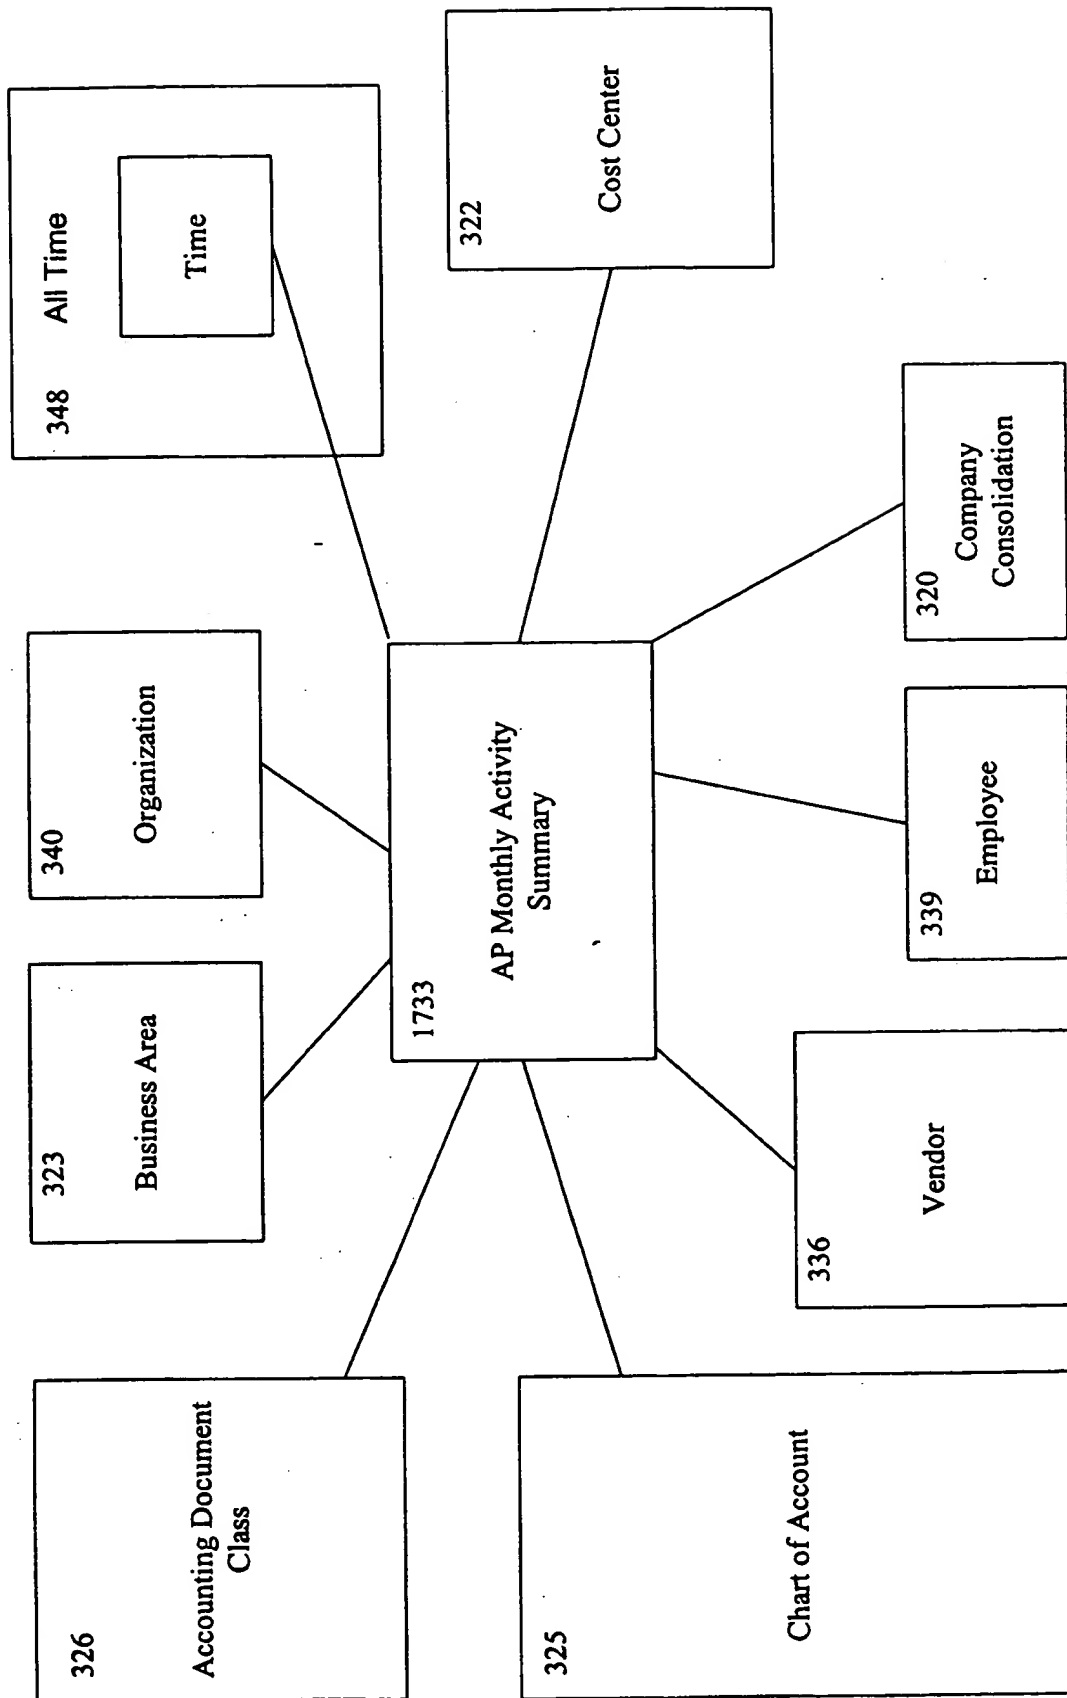 326
Accounting Document
Class
323
Business Area
340
Organization
348
All Time
Time
1733
AP Monthly Activity
Summary
322
Cost Center
325
Chart of Account
336
Vendor
339
Employee
320
Company
Consolidation